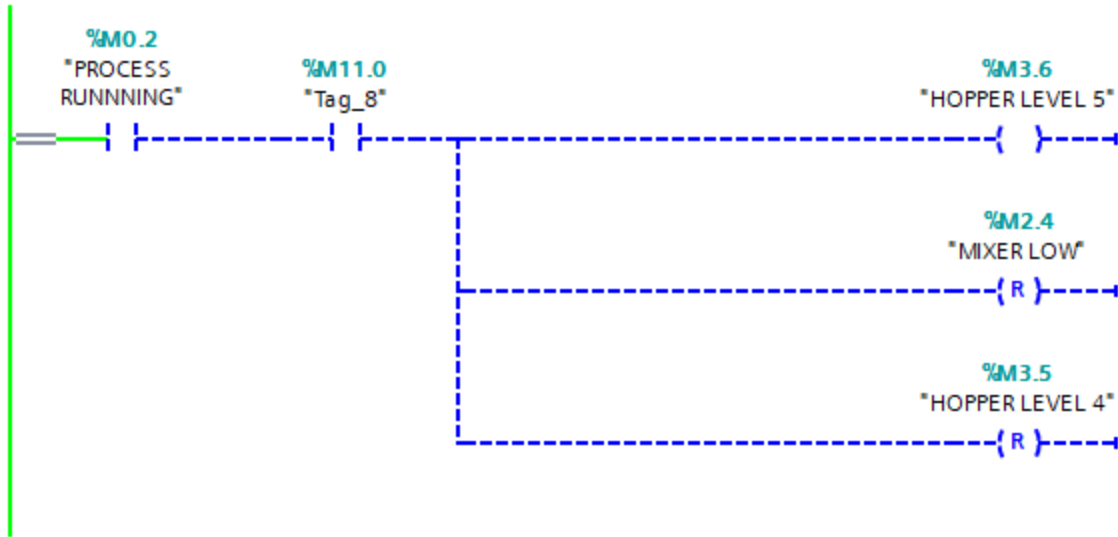 %M0.2
"PROCESS
RUNNNING"
%M11.0
"Tag_8"
%M3.6
"HOPPER LEVEL 5"
%M2.4
"MIXER LOW"
R
%M3.5
"HOPPER LEVEL 4"
R